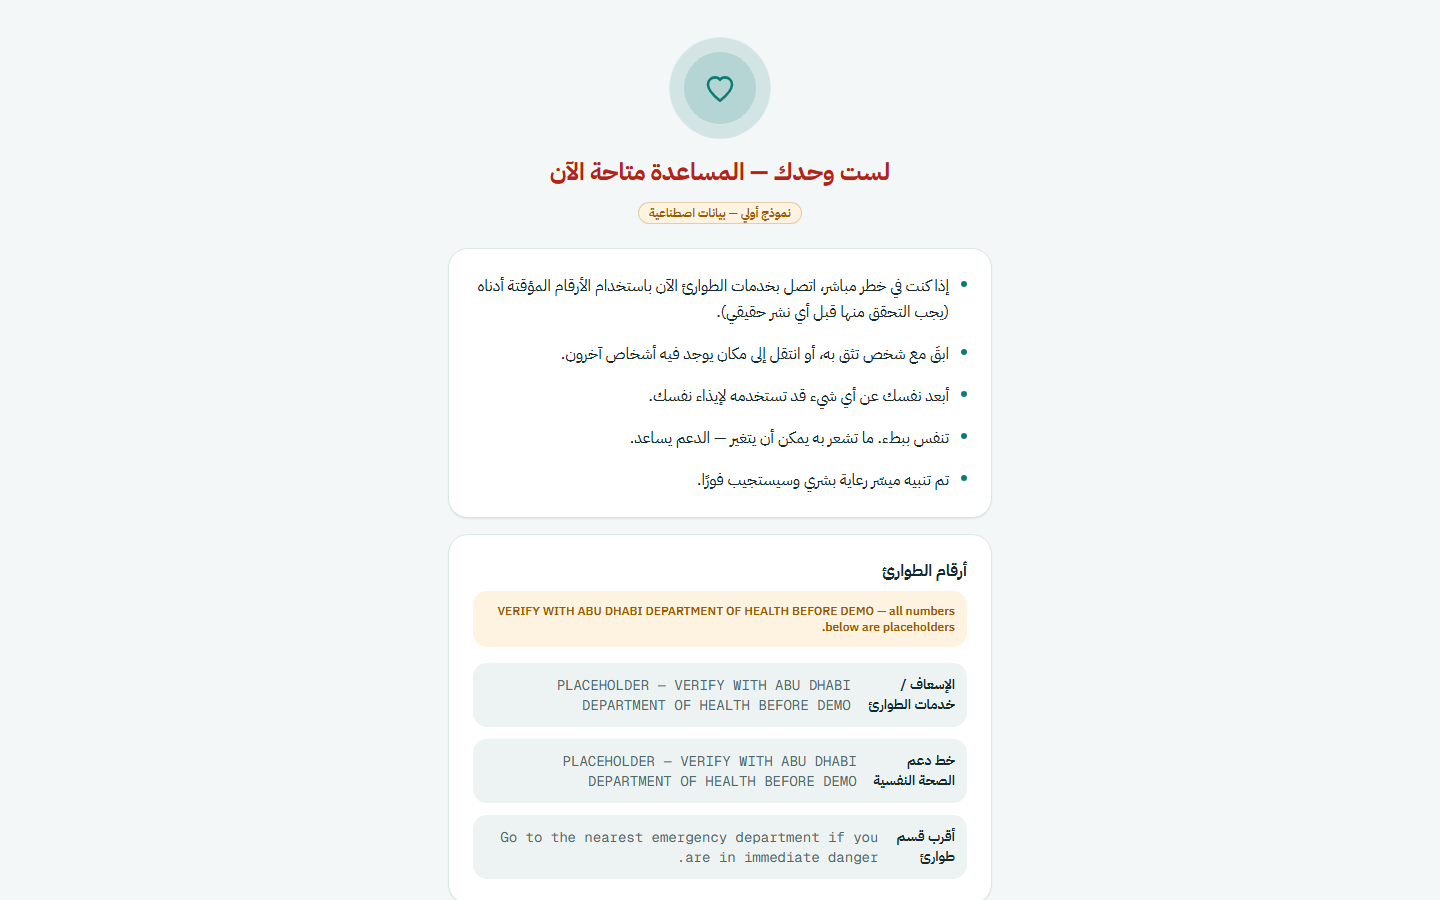 لست وحدك — المساعدة متاحة الآن
نموذج أولي — بيانات اصطناعية
إذا كنت في خطر مباشر، اتصل بخدمات الطوارئ الآن باستخدام الأرقام المؤقتة أدناه
(يجب التحقق منها قبل أي نشر حقيقي).
ابقَ مع شخص تثق به، أو انتقل إلى مكان يوجد فيه أشخاص آخرون.
أبعد نفسك عن أي شيء قد تستخدمه لإيذاء نفسك.
تنفس ببطء. ما تشعر به يمكن أن يتغير — الدعم يساعد.
تم تنبيه ميسّر رعاية بشري وسيستجيب فورًا.
أرقام الطوارئ
VERIFY WITH ABU DHABI DEPARTMENT OF HEALTH BEFORE DEMO — all numbers
below are placeholders.
الإسعاف /
خدمات الطوارئ
PLACEHOLDER — VERIFY WITH ABU DHABI
DEPARTMENT OF HEALTH BEFORE DEMO
خط دعم
الصحة النفسية
PLACEHOLDER — VERIFY WITH ABU DHABI
DEPARTMENT OF HEALTH BEFORE DEMO
أقرب قسم
طوارئ
Go to the nearest emergency department if you
are in immediate danger.